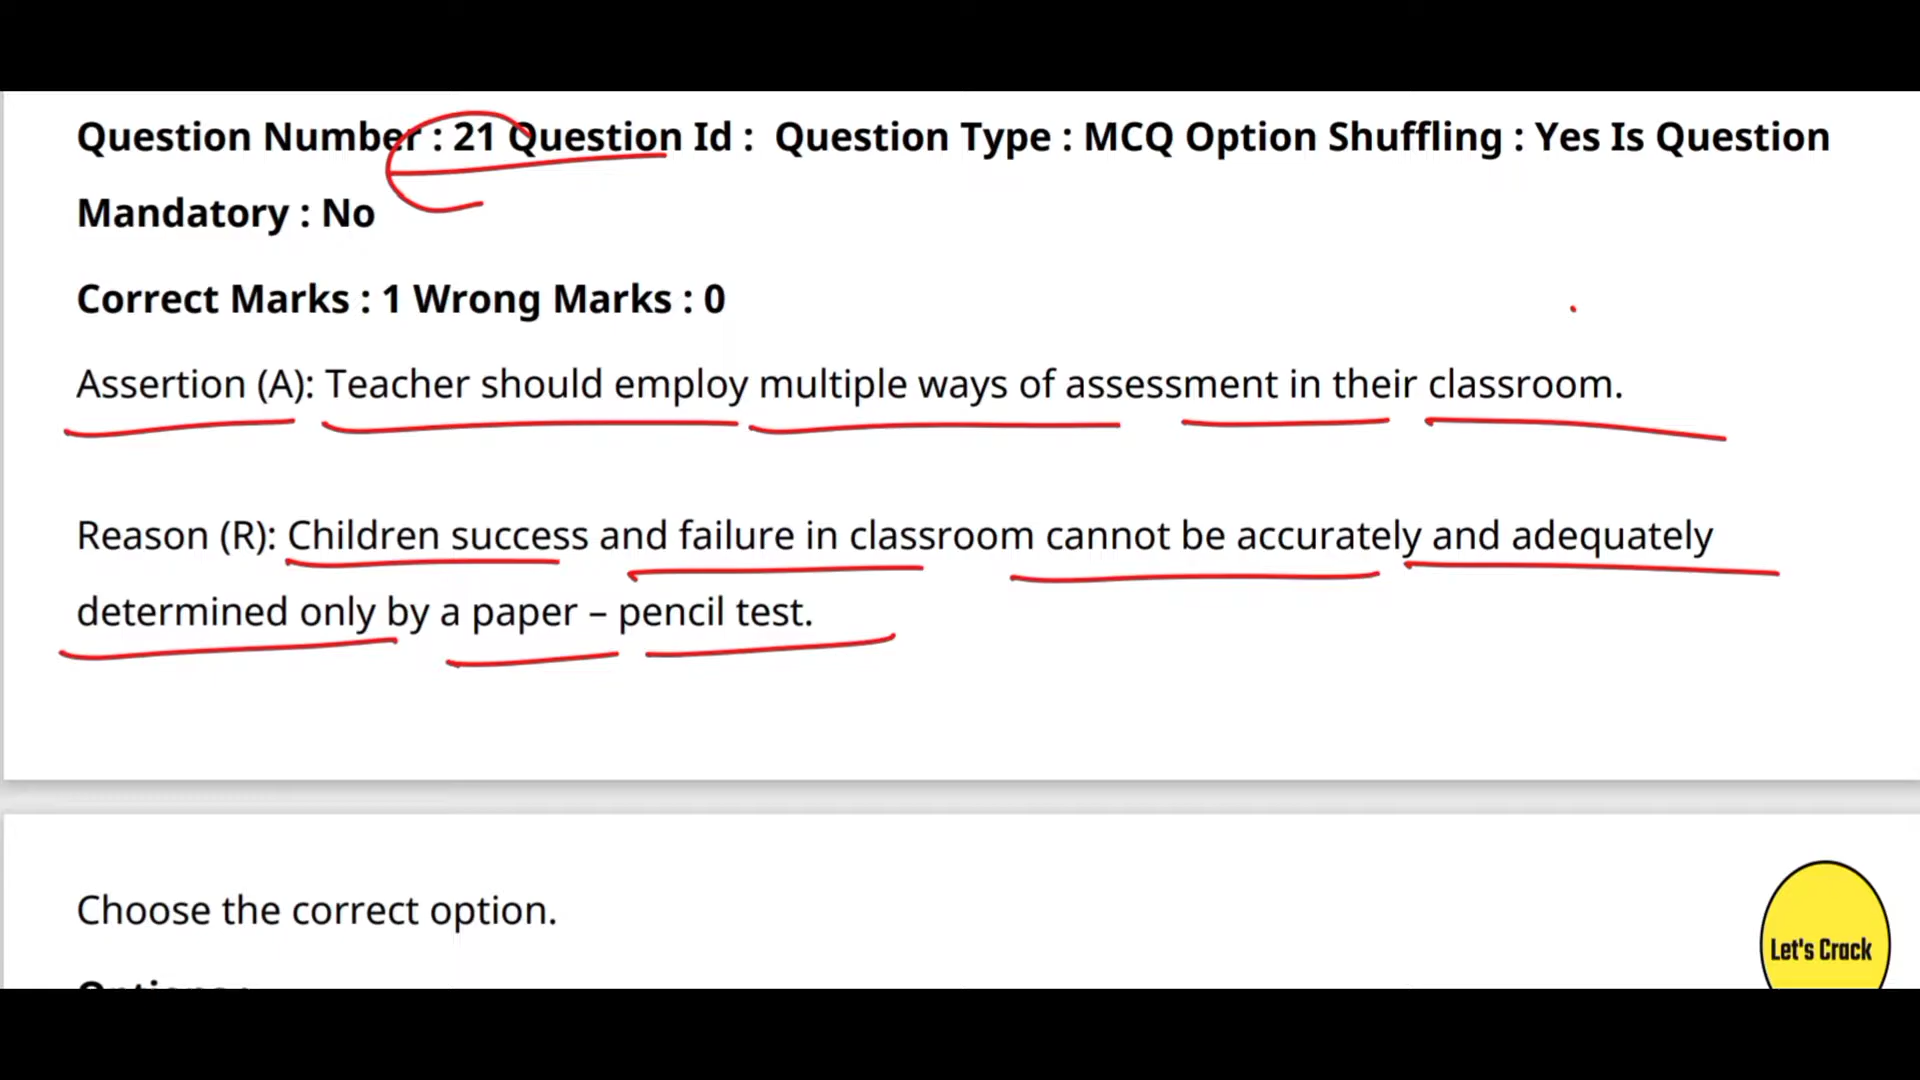 Question Number : 21 Question Id : Question Type : MCQ Option Shuffling : Yes Is Question
Mandatory : No
Correct Marks : 1 Wrong Marks : 0
Assertion (A): Teacher should employ multiple ways of assessment in their classroom.
Reason (R): Children success and failure in classroom cannot be accurately and adequately
determined only by a paper – pencil test.
Choose the correct option.
Let's Crack